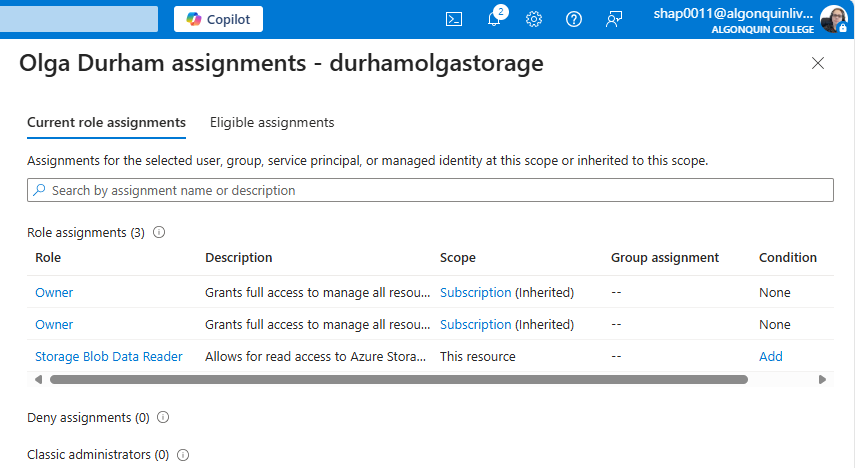 Copilot
2
shap0011@algonquinliv...
ALGONQUIN COLLEGE
Olga Durham assignments - durhamolgastorage
Current role assignments Eligible assignments
Assignments for the selected user, group, service principal, or managed identity at this scope or inherited to this scope.
Search by assignment name or description
Role assignments (3)
Role Description Scope Group assignment Condition
Owner Grants full access to manage all resou... Subscription (Inherited) -- None
Owner Grants full access to manage all resou... Subscription (Inherited) -- None
Storage Blob Data Reader Allows for read access to Azure Stora... This resource -- Add
Deny assignments (0)
Classic administrators (0)